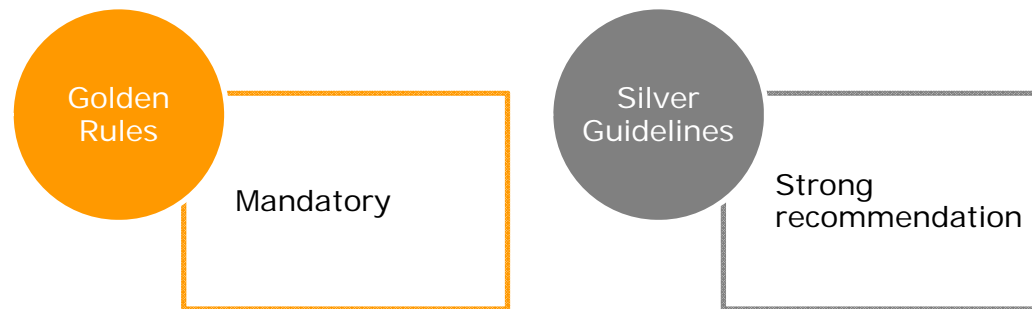 Golden
Rules
Mandatory
Silver
Guidelines
Strong
recommendation